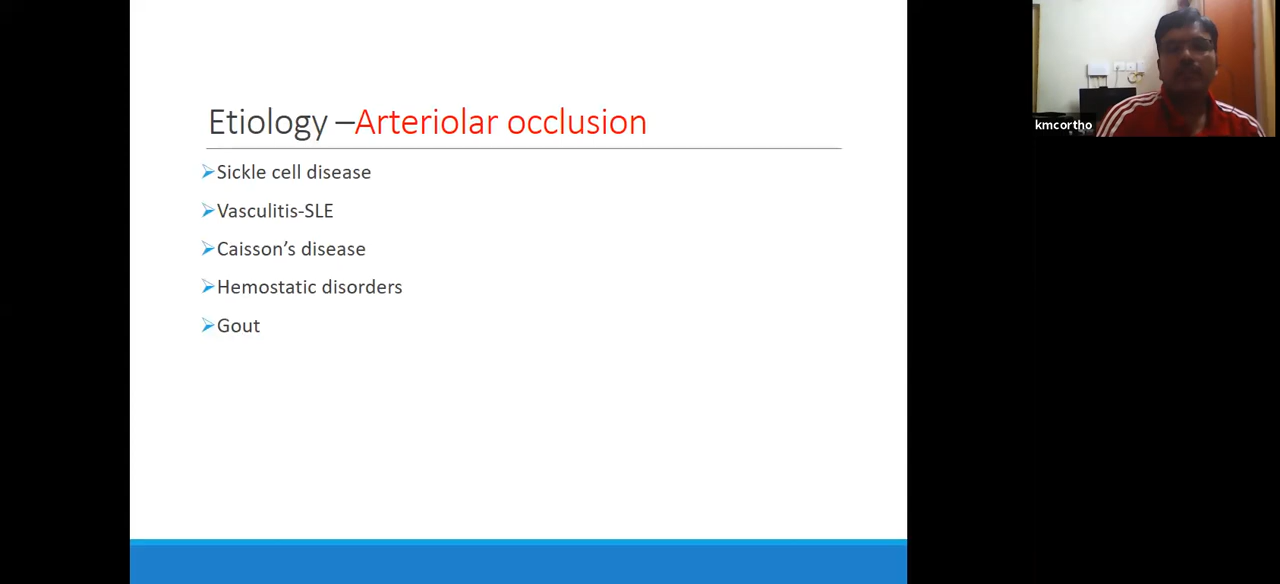 Etiology –Arteriolar occlusion
Sickle cell disease
Vasculitis-SLE
Caisson’s disease
Hemostatic disorders
Gout
kmcortho